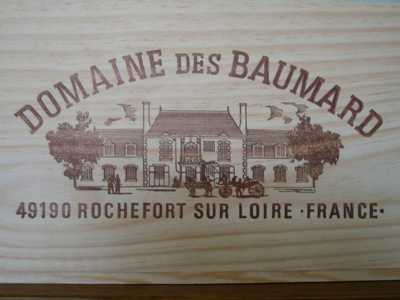 DOMAINE DES BAUMARD
49190 ROCHEFORT SUR LOIRE · FRANCE ·